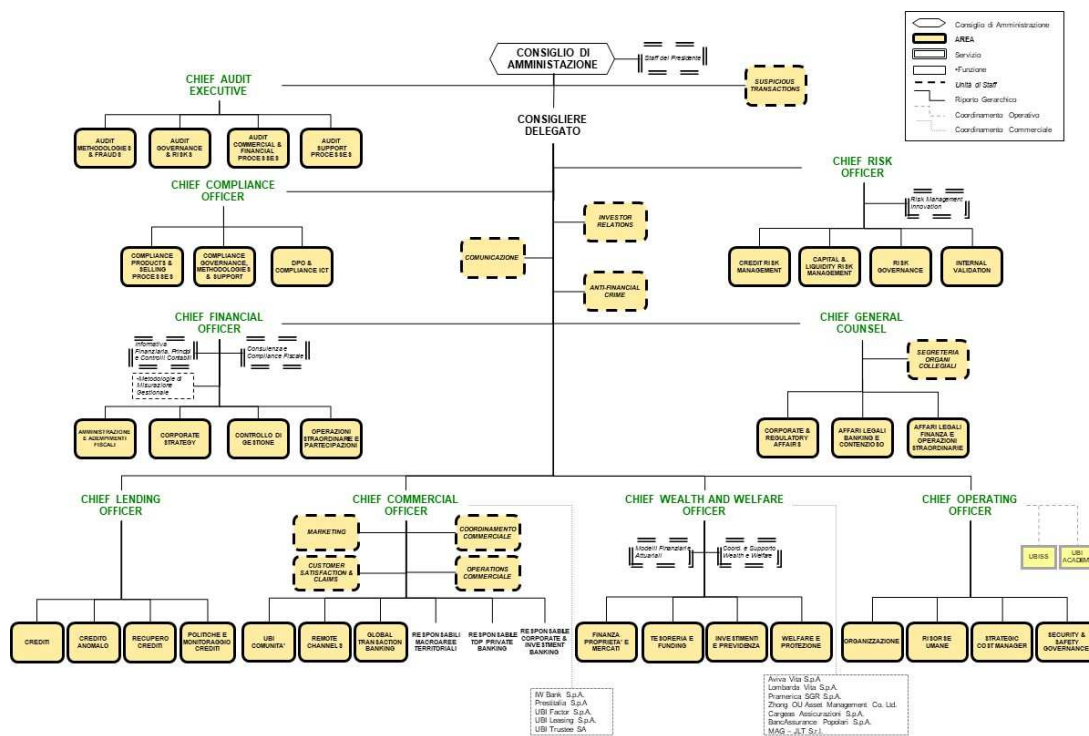 CONSIGLIO DI
AMMINISTAZIONE
Staff del Presidente
SUSPICIOUS
TRANSACTIONS
Consiglio di Amministrazione
AREA
Servizio
•Funzione
Unità di Staff
Riporto Gerarchico
Coordinamento Operativo
Coordinamento Commerciale
CHIEF AUDIT
EXECUTIVE
CONSIGLIERE
DELEGATO
AUDIT
METHODOLOGIES
& FRAUDS
AUDIT
GOVERNANCE
& RISKS
AUDIT
COMMERCIAL &
FINANCIAL
PROCESSES
AUDIT
SUPPORT
PROCESSES
CHIEF COMPLIANCE
OFFICER
CHIEF RISK
OFFICER
Risk Management
Innovation
INVESTOR
RELATIONS
COMUNICAZIONE
ANTI-FINANCIAL
CRIME
COMPLIANCE
PRODUCTS &
SELLING
PROCESSES
COMPLIANCE
GOVERNANCE,
METHODOLOGIES
& SUPPORT
DPO &
COMPLIANCE ICT
CREDIT RISK
MANAGEMENT
CAPITAL &
LIQUIDITY RISK
MANAGEMENT
RISK
GOVERNANCE
INTERNAL
VALIDATION
CHIEF FINANCIAL
OFFICER
Informativa
Finanziaria, Principi
e Controlli Contabili
Consulenza e
Compliance Fiscale
•Metodologie di
Misurazione
Gestionale
CHIEF GENERAL
COUNSEL
SEGRETERIA
ORGANI
COLLEGIALI
AMMINISTRAZIONE
E ADEMPIMENTI
FISCALI
CORPORATE
STRATEGY
CONTROLLO DI
GESTIONE
OPERAZIONI
STRAORDINARIE E
PARTECIPAZIONI
CORPORATE &
REGULATORY
AFFAIRS
AFFARI LEGALI
BANKING E
CONTENZIOSO
AFFARI LEGALI
FINANZA E
OPERAZIONI
STRAORDINARIE
CHIEF LENDING
OFFICER
CHIEF COMMERCIAL
OFFICER
CHIEF WEALTH AND WELFARE
OFFICER
CHIEF OPERATING
OFFICER
MARKETING
COORDINAMENTO
COMMERCIALE
CUSTOMER
SATISFACTION &
CLAIMS
OPERATIONS
COMMERCIALE
Modelli Finanziari e
Attuariali
Coord. e Supporto
Wealth e Welfare
UBISS
UBI
ACADEMY
CREDITI
CREDITO
ANOMALO
RECUPERO
CREDITI
POLITICHE E
MONITORAGGIO
CREDITI
UBI
COMUNITA'
REMOTE
CHANNELS
GLOBAL
TRANSACTION
BANKING
RESPONSABILI
MACROAREE
TERRITORIALI
RESPONSABILE
TOP PRIVATE
BANKING
RESPONSABILE
CORPORATE &
INVESTMENT
BANKING
FINANZA
PROPRIETA' E
MERCATI
TESORERIA E
FUNDING
INVESTIMENTI
E PREVIDENZA
WELFARE E
PROTEZIONE
ORGANIZZAZIONE
RISORSE
UMANE
STRATEGIC
COST MANAGER
SECURITY &
SAFETY
GOVERNANCE
IW Bank S.p.A.
Prestitalia S.p.A.
UBI Factor S.p.A.
UBI Leasing S.p.A.
UBI Trustee SA
Aviva Vita S.p.A
Lombarda Vita S.p.A.
Pramerica SGR S.p.A.
Zhong OU Asset Management Co. Ltd.
Cargeas Assicurazioni S.p.A.
BancAssurance Popolari S.p.A.
MAG – JLT S.r.l.